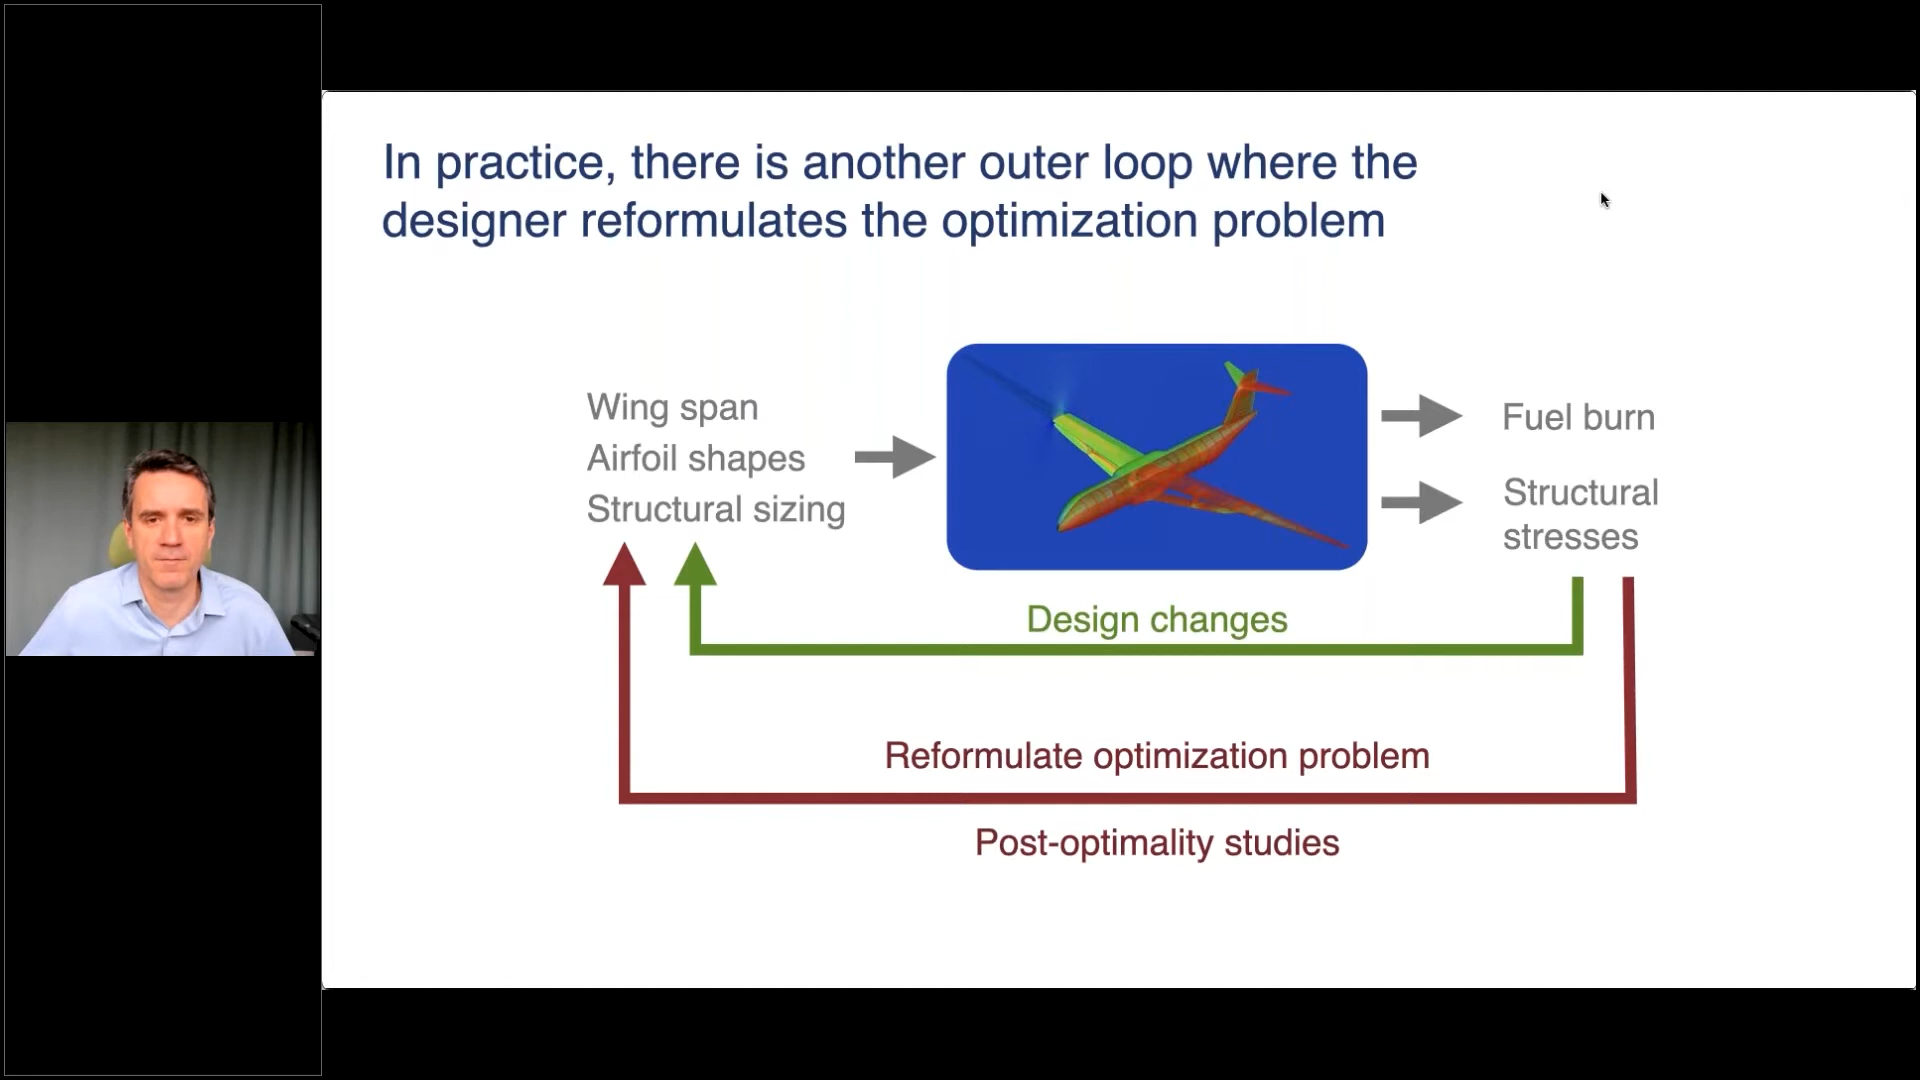 In practice, there is another outer loop where the
designer reformulates the optimization problem
Wing span
Airfoil shapes
Structural sizing
Fuel burn
Structural
stresses
Design changes
Reformulate optimization problem
Post-optimality studies